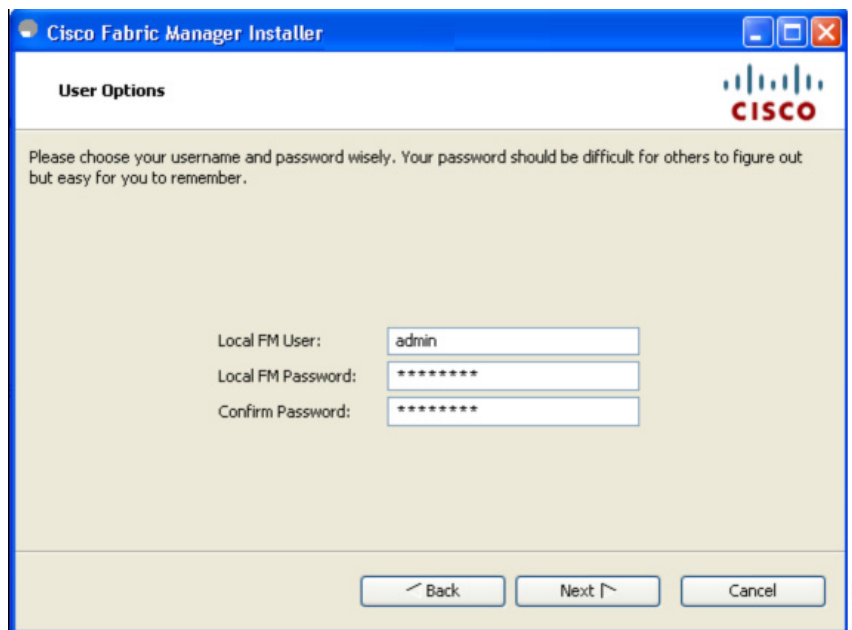 Cisco Fabric Manager Installer
User Options
CISCO
Please choose your username and password wisely. Your password should be difficult for others to figure out
but easy for you to remember.
Local FM User: admin
Local FM Password: ********
Confirm Password: ********
Back Next Cancel